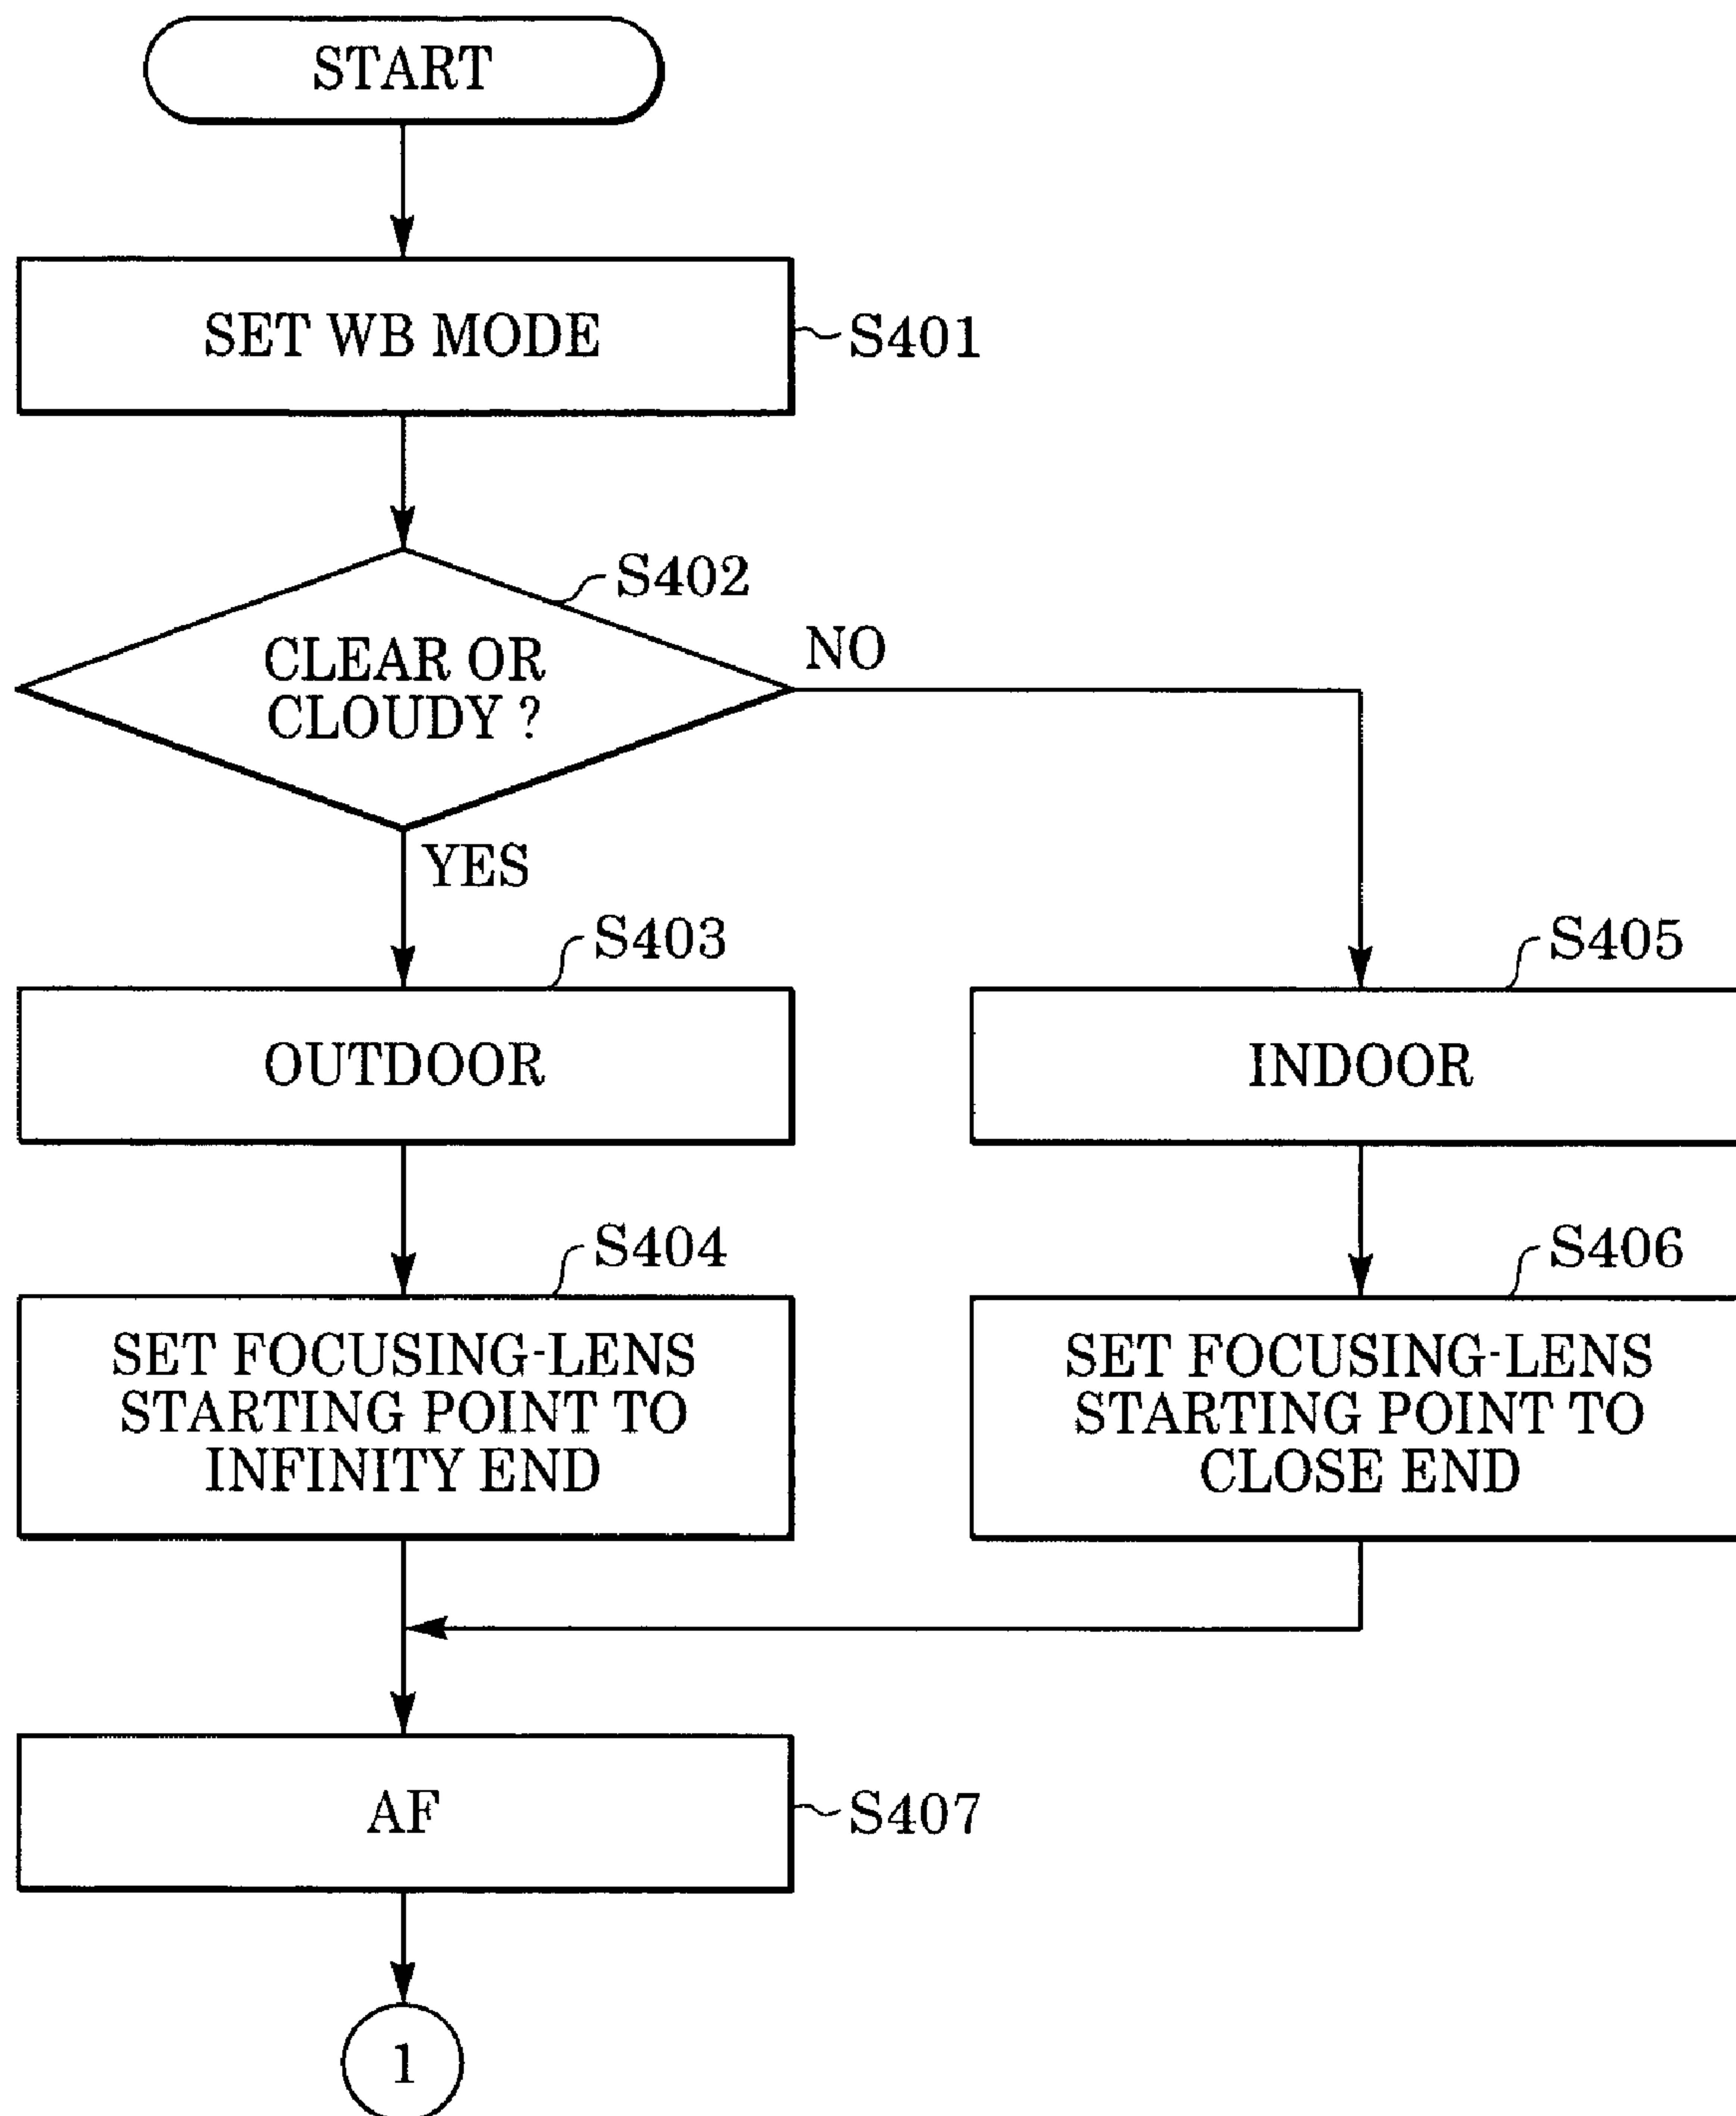 START
SET WB MODE
S401
S402
CLEAR OR
CLOUDY ?
NO
YES
S403
OUTDOOR
S405
INDOOR
S404
SET FOCUSING-LENS
STARTING POINT TO
INFINITY END
S406
SET FOCUSING-LENS
STARTING POINT TO
CLOSE END
AF
S407
1